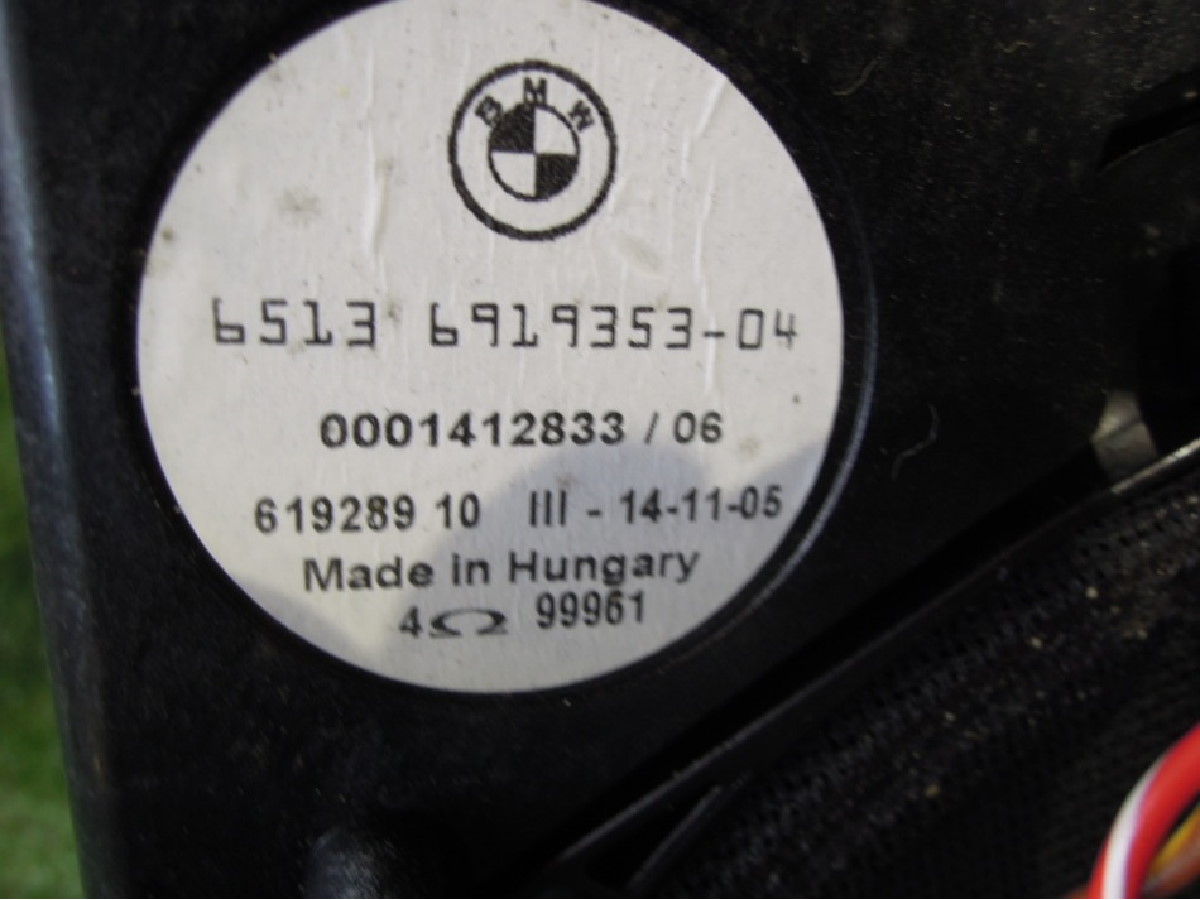 BMW
6513 6919353-04
0001412833 / 06
619289 10 III - 14-11-05
Made in Hungary
4Ω 99961